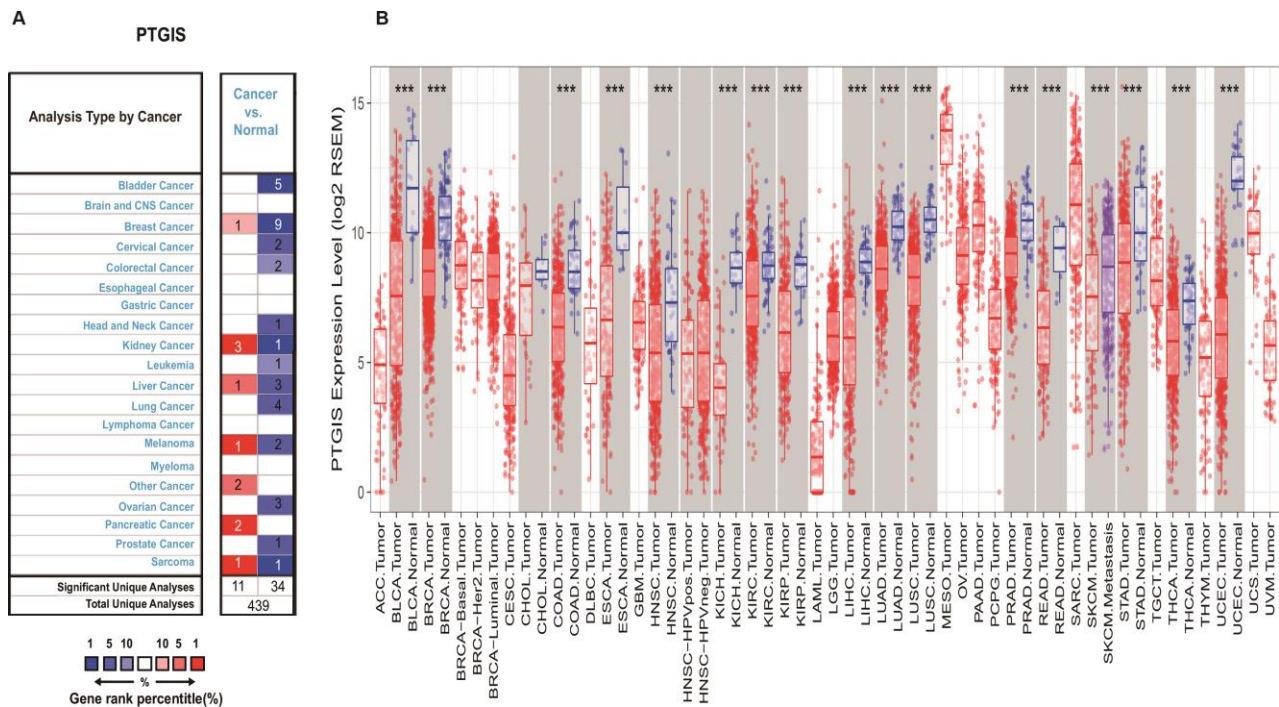 A
PTGIS
Analysis Type by Cancer
Cancer
vs.
Normal
Bladder Cancer 5
Brain and CNS Cancer
Breast Cancer 1 9
Cervical Cancer 2
Colorectal Cancer 2
Esophageal Cancer
Gastric Cancer
Head and Neck Cancer 1
Kidney Cancer 3 1
Leukemia 1
Liver Cancer 1 3
Lung Cancer 4
Lymphoma Cancer
Melanoma 1 2
Myeloma
Other Cancer 2
Ovarian Cancer 3
Pancreatic Cancer 2
Prostate Cancer 1
Sarcoma 1 1
Significant Unique Analyses 11 34
Total Unique Analyses 439
1 5 10 10 5 1
%
Gene rank percentitle(%)
B
PTGIS Expression Level (log2 RSEM)
15
10
5
0
*** *** *** *** *** *** *** *** *** *** *** *** *** *** *** *** ***
ACC.Tumor
BLCA.Tumor
BLCA.Normal
BRCA.Tumor
BRCA.Normal
BRCA-Basal.Tumor
BRCA-Her2.Tumor
BRCA-Luminal.Tumor
CESC.Tumor
CHOL.Tumor
CHOL.Normal
COAD.Tumor
COAD.Normal
DLBC.Tumor
ESCA.Tumor
ESCA.Normal
GBM.Tumor
HNSC.Tumor
HNSC.Normal
HNSC-HPVpos.Tumor
HNSC-HPVneg.Tumor
KICH.Tumor
KICH.Normal
KIRC.Tumor
KIRC.Normal
KIRP.Tumor
KIRP.Normal
LAML.Tumor
LGG.Tumor
LIHC.Tumor
LIHC.Normal
LUAD.Tumor
LUAD.Normal
LUSC.Tumor
LUSC.Normal
MESO.Tumor
OV.Tumor
PAAD.Tumor
PCPG.Tumor
PRAD.Tumor
PRAD.Normal
READ.Tumor
READ.Normal
SARC.Tumor
SKCM.Tumor
SKCM.Metastasis
STAD.Tumor
STAD.Normal
TGCT.Tumor
THCA.Tumor
THCA.Normal
THYM.Tumor
UCEC.Tumor
UCEC.Normal
UCS.Tumor
UVM.Tumor